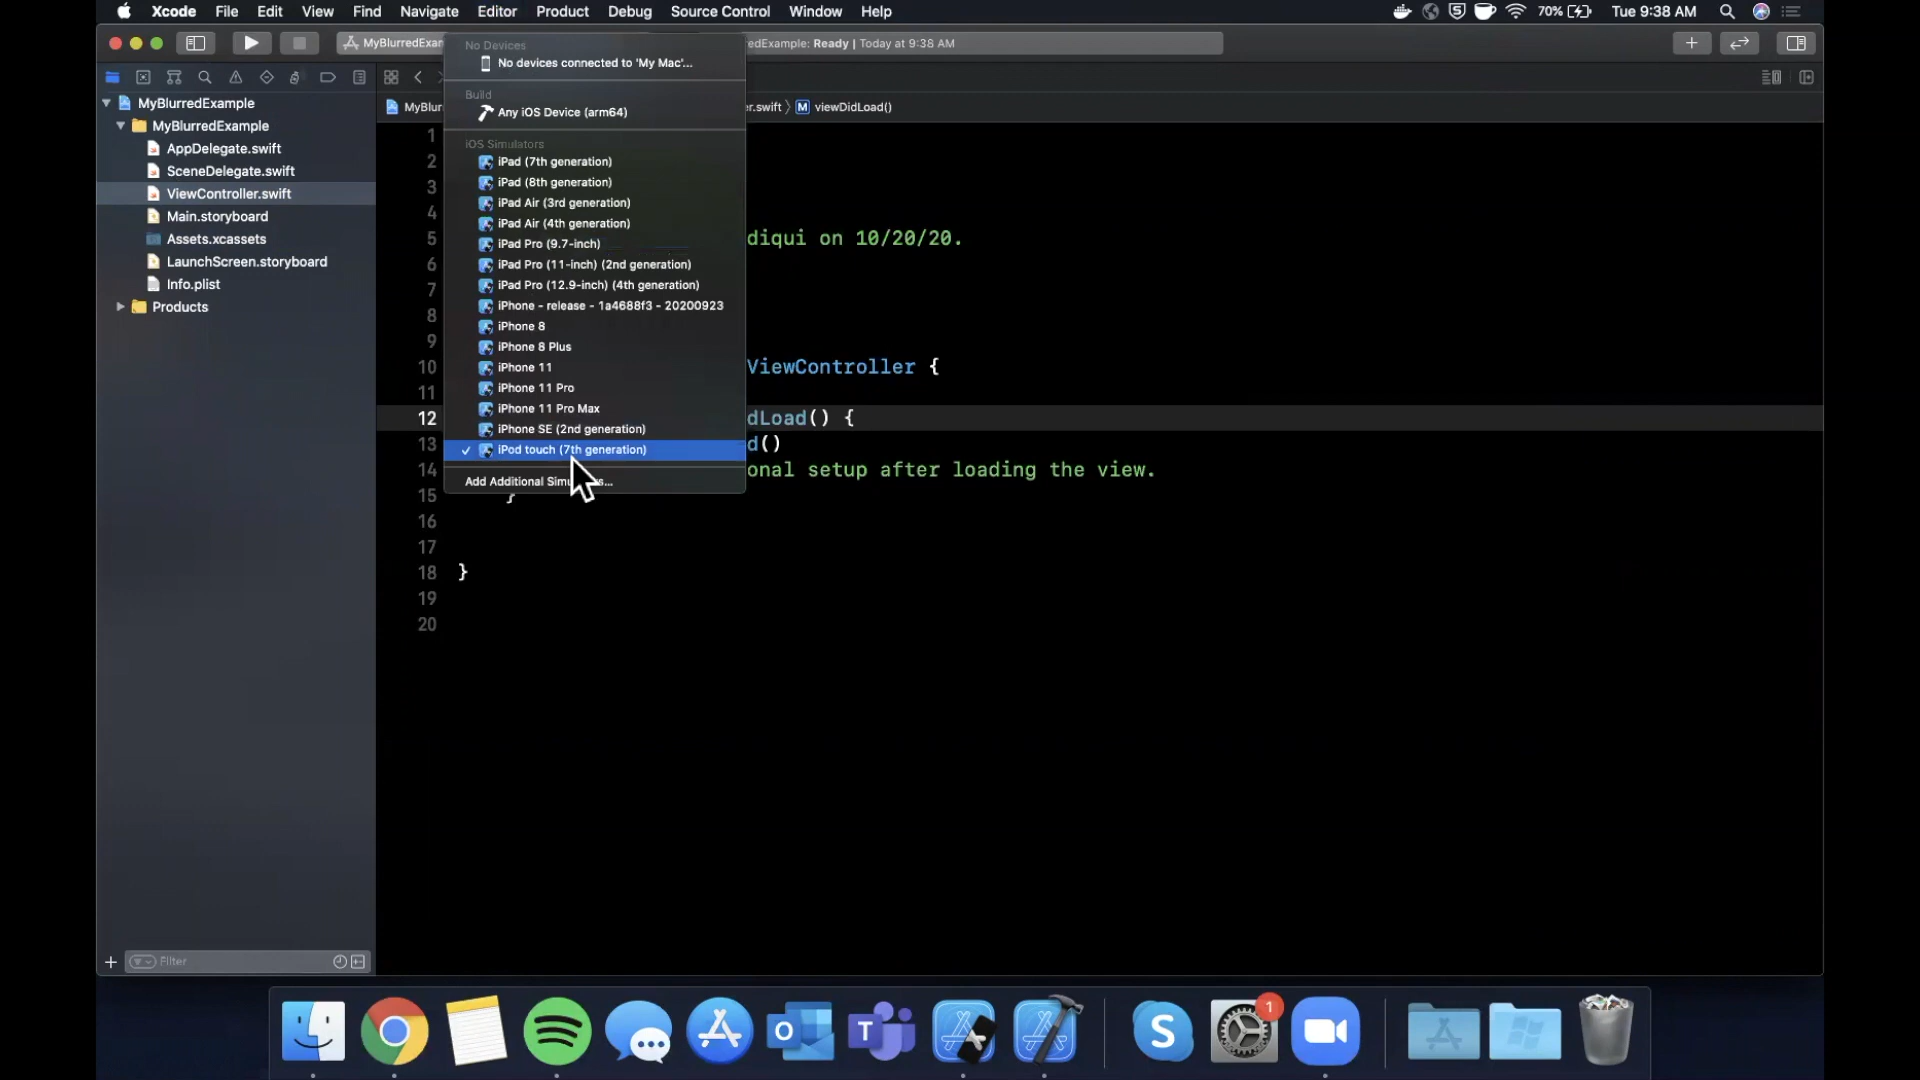 Xcode File Edit View Find Navigate Editor Product Debug Source Control Window Help 70% Tue 9:38 AM
MyBlurredExam edExample: Ready | Today at 9:38 AM
No Devices
No devices connected to 'My Mac'...
Build
Any iOS Device (arm64)
iOS Simulators
iPad (7th generation)
iPad (8th generation)
iPad Air (3rd generation)
iPad Air (4th generation)
iPad Pro (9.7-inch)
iPad Pro (11-inch) (2nd generation)
iPad Pro (12.9-inch) (4th generation)
iPhone - release - 1a4688f3 - 20200923
iPhone 8
iPhone 8 Plus
iPhone 11
iPhone 11 Pro
iPhone 11 Pro Max
iPhone SE (2nd generation)
iPod touch (7th generation)
Add Additional Simu s...
MyBlurredExample
MyBlurredExample
AppDelegate.swift
SceneDelegate.swift
ViewController.swift
Main.storyboard
Assets.xcassets
LaunchScreen.storyboard
Info.plist
Products
Filter
MyBlur r.swift M viewDidLoad()
1
2
3
4
5 diqui on 10/20/20.
6
7
8
9
10 ViewController {
11
12 dLoad() {
13 d()
14 onal setup after loading the view.
15 }
16
17
18 }
19
20
O T S 1